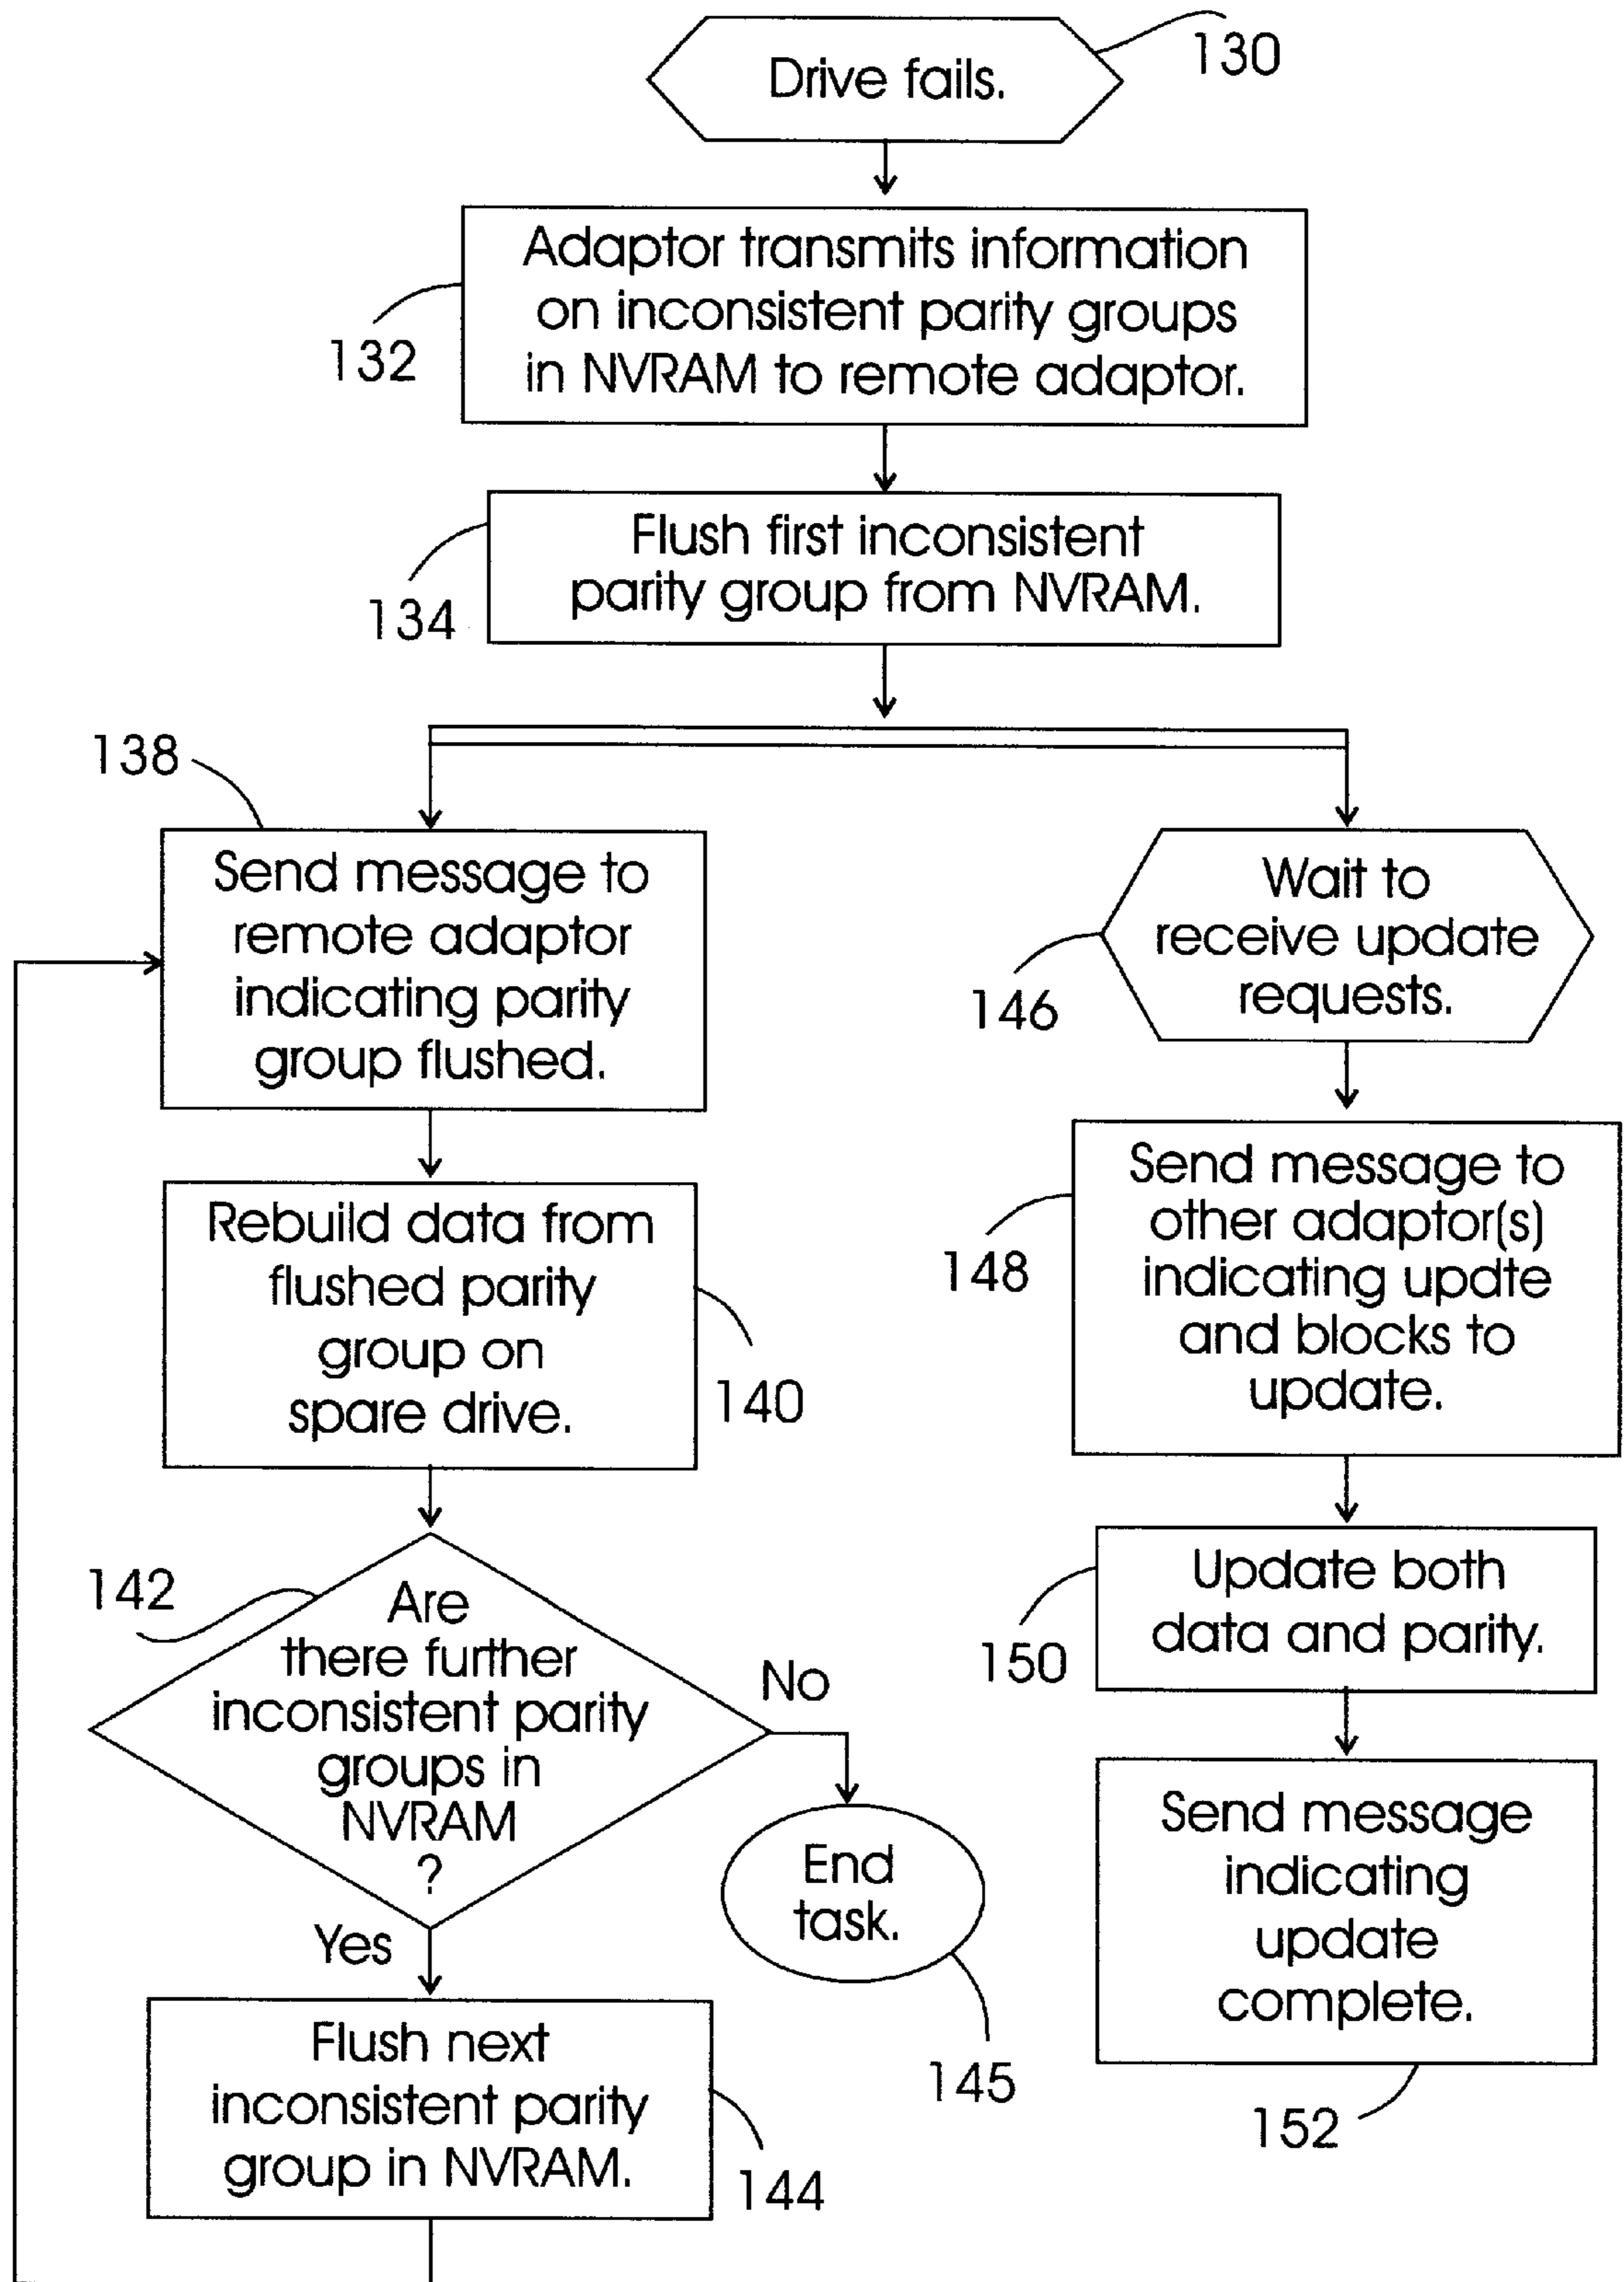 Drive fails.
130
Adaptor transmits information
on inconsistent parity groups
in NVRAM to remote adaptor.
132
Flush first inconsistent
parity group from NVRAM.
134
138
Send message to
remote adaptor
indicating parity
group flushed.
Rebuild data from
flushed parity
group on
spare drive.
140
142
Are
there further
inconsistent parity
groups in
NVRAM
?
No
Yes
End
task.
145
Flush next
inconsistent parity
group in NVRAM.
144
Wait to
receive update
requests.
146
Send message to
other adaptor(s)
indicating updte
and blocks to
update.
148
Update both
data and parity.
150
Send message
indicating
update
complete.
152